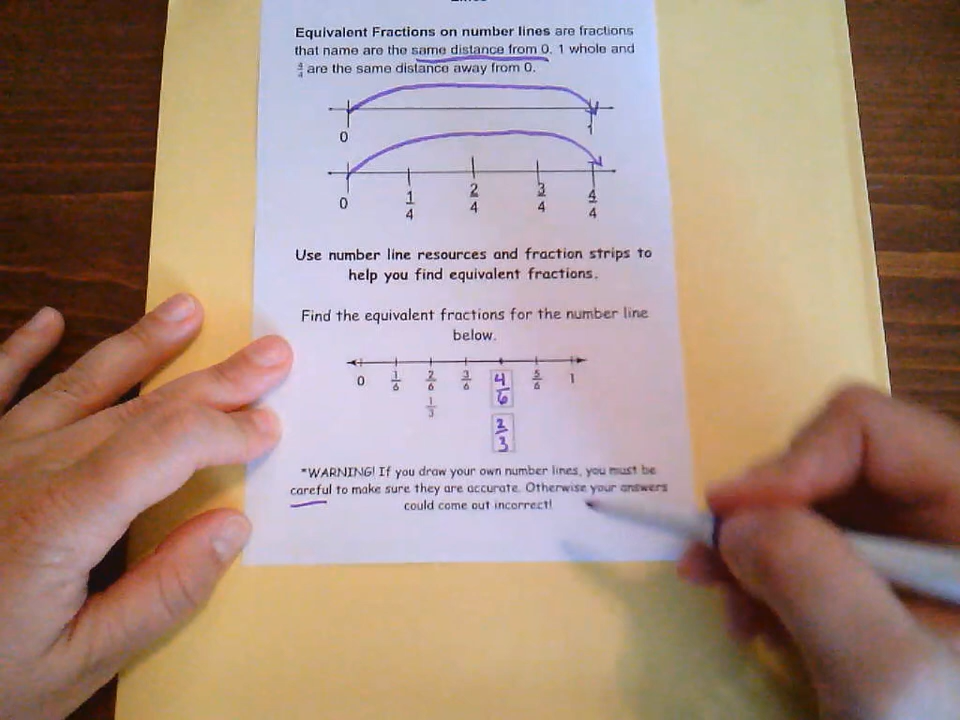 Equivalent Fractions on number lines are fractions
that name are the same distance from 0. 1 whole and
4/4 are the same distance away from 0.
0 1
0 1/4 2/4 3/4 4/4
Use number line resources and fraction strips to
help you find equivalent fractions.
Find the equivalent fractions for the number line
below.
0 1/6 2/6 3/6 4/6 5/6 1
1/3 2/3
*WARNING! If you draw your own number lines, you must be
careful to make sure they are accurate. Otherwise your answers
could come out incorrect!